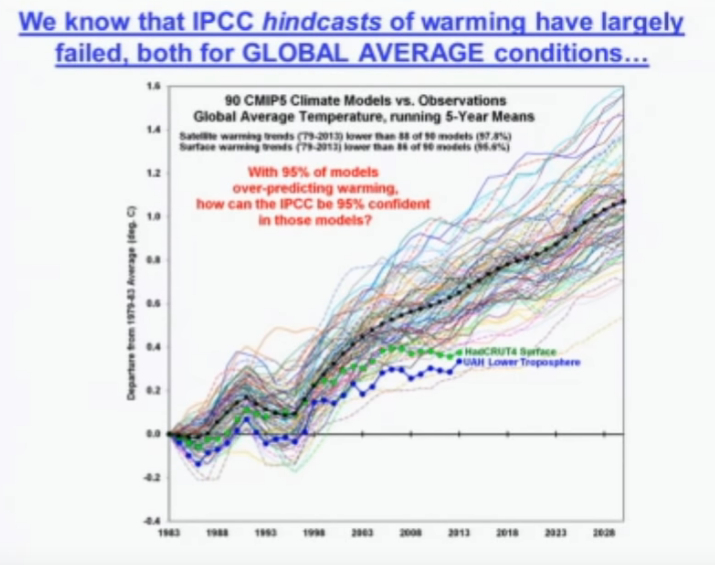 We know that IPCC hindcasts of warming have largely
failed, both for GLOBAL AVERAGE conditions…
90 CMIP5 Climate Models vs. Observations
Global Average Temperature, running 5-Year Means
Satellite warming trends ('79-2013) lower than 88 of 90 models (97.8%)
Surface warming trends ('79-2013) lower than 86 of 90 models (95.6%)
With 95% of models
over-predicting warming,
how can the IPCC be 95% confident
in those models?
Departure from 1979-83 Average (deg. C)
1.6
1.4
1.2
1.0
0.8
0.6
0.4
0.2
0.0
-0.2
-0.4
HadCRUT4 Surface
UAH Lower Troposphere
1983 1988 1993 1998 2003 2008 2013 2018 2023 2028